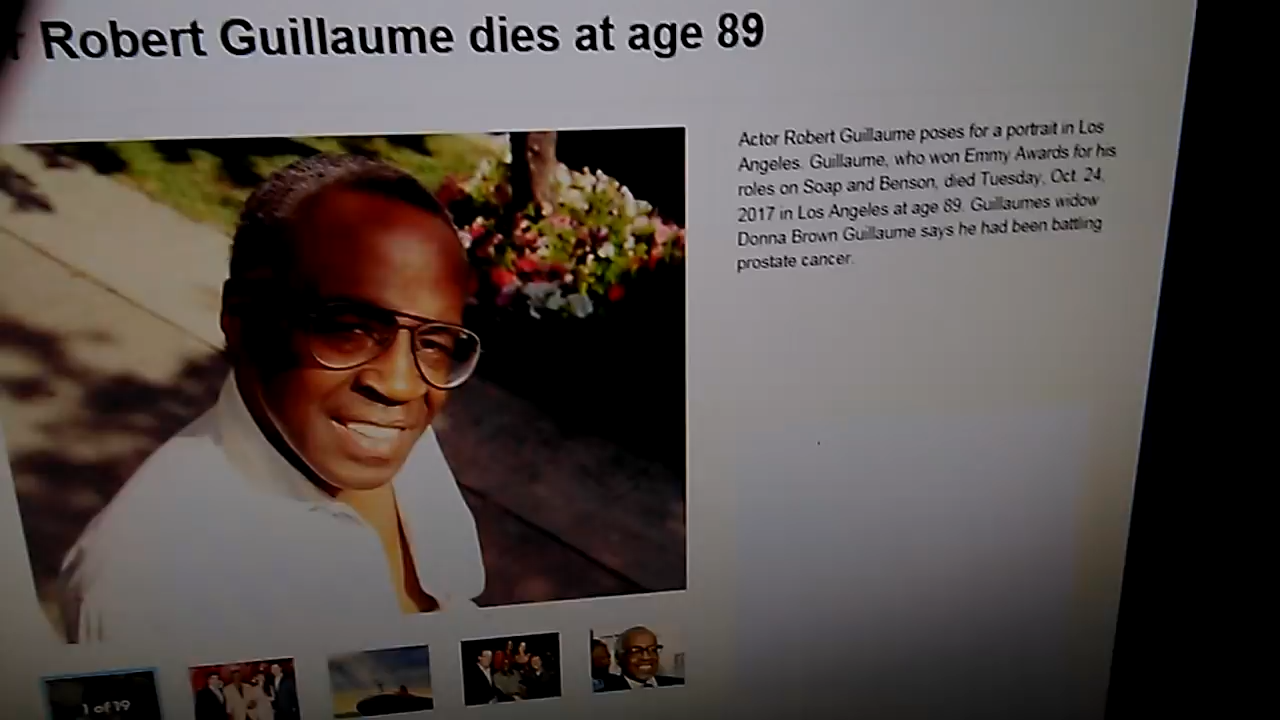 r Robert Guillaume dies at age 89
Actor Robert Guillaume poses for a portrait in Los
Angeles. Guillaume, who won Emmy Awards for his
roles on Soap and Benson, died Tuesday, Oct. 24,
2017 in Los Angeles at age 89. Guillaumes widow
Donna Brown Guillaume says he had been battling
prostate cancer.
1 of 19